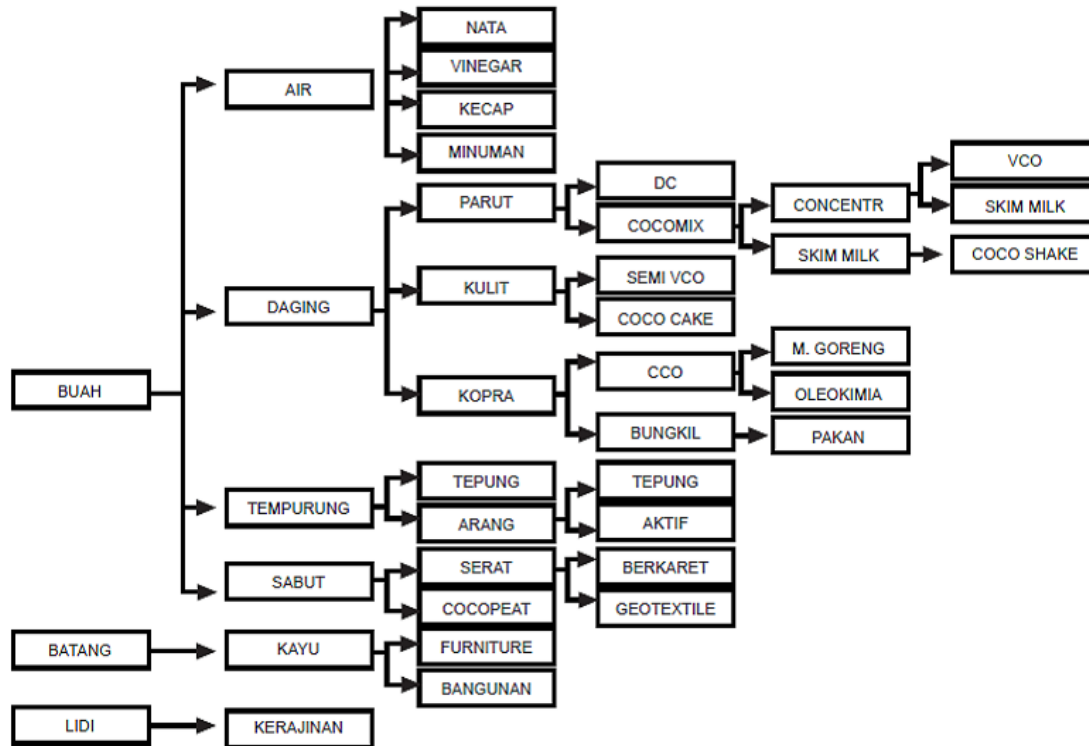 NATA
VINEGAR
AIR
KECAP
MINUMAN
VCO
DC
PARUT
CONCENTR
SKIM MILK
COCOMIX
SKIM MILK
COCO SHAKE
SEMI VCO
KULIT
DAGING
COCO CAKE
M. GORENG
CCO
BUAH
KOPRA
OLEOKIMIA
BUNGKIL
PAKAN
TEPUNG
TEPUNG
TEMPURUNG
ARANG
AKTIF
SERAT
BERKARET
SABUT
COCOPEAT
GEOTEXTILE
BATANG
KAYU
FURNITURE
BANGUNAN
LIDI
KERAJINAN